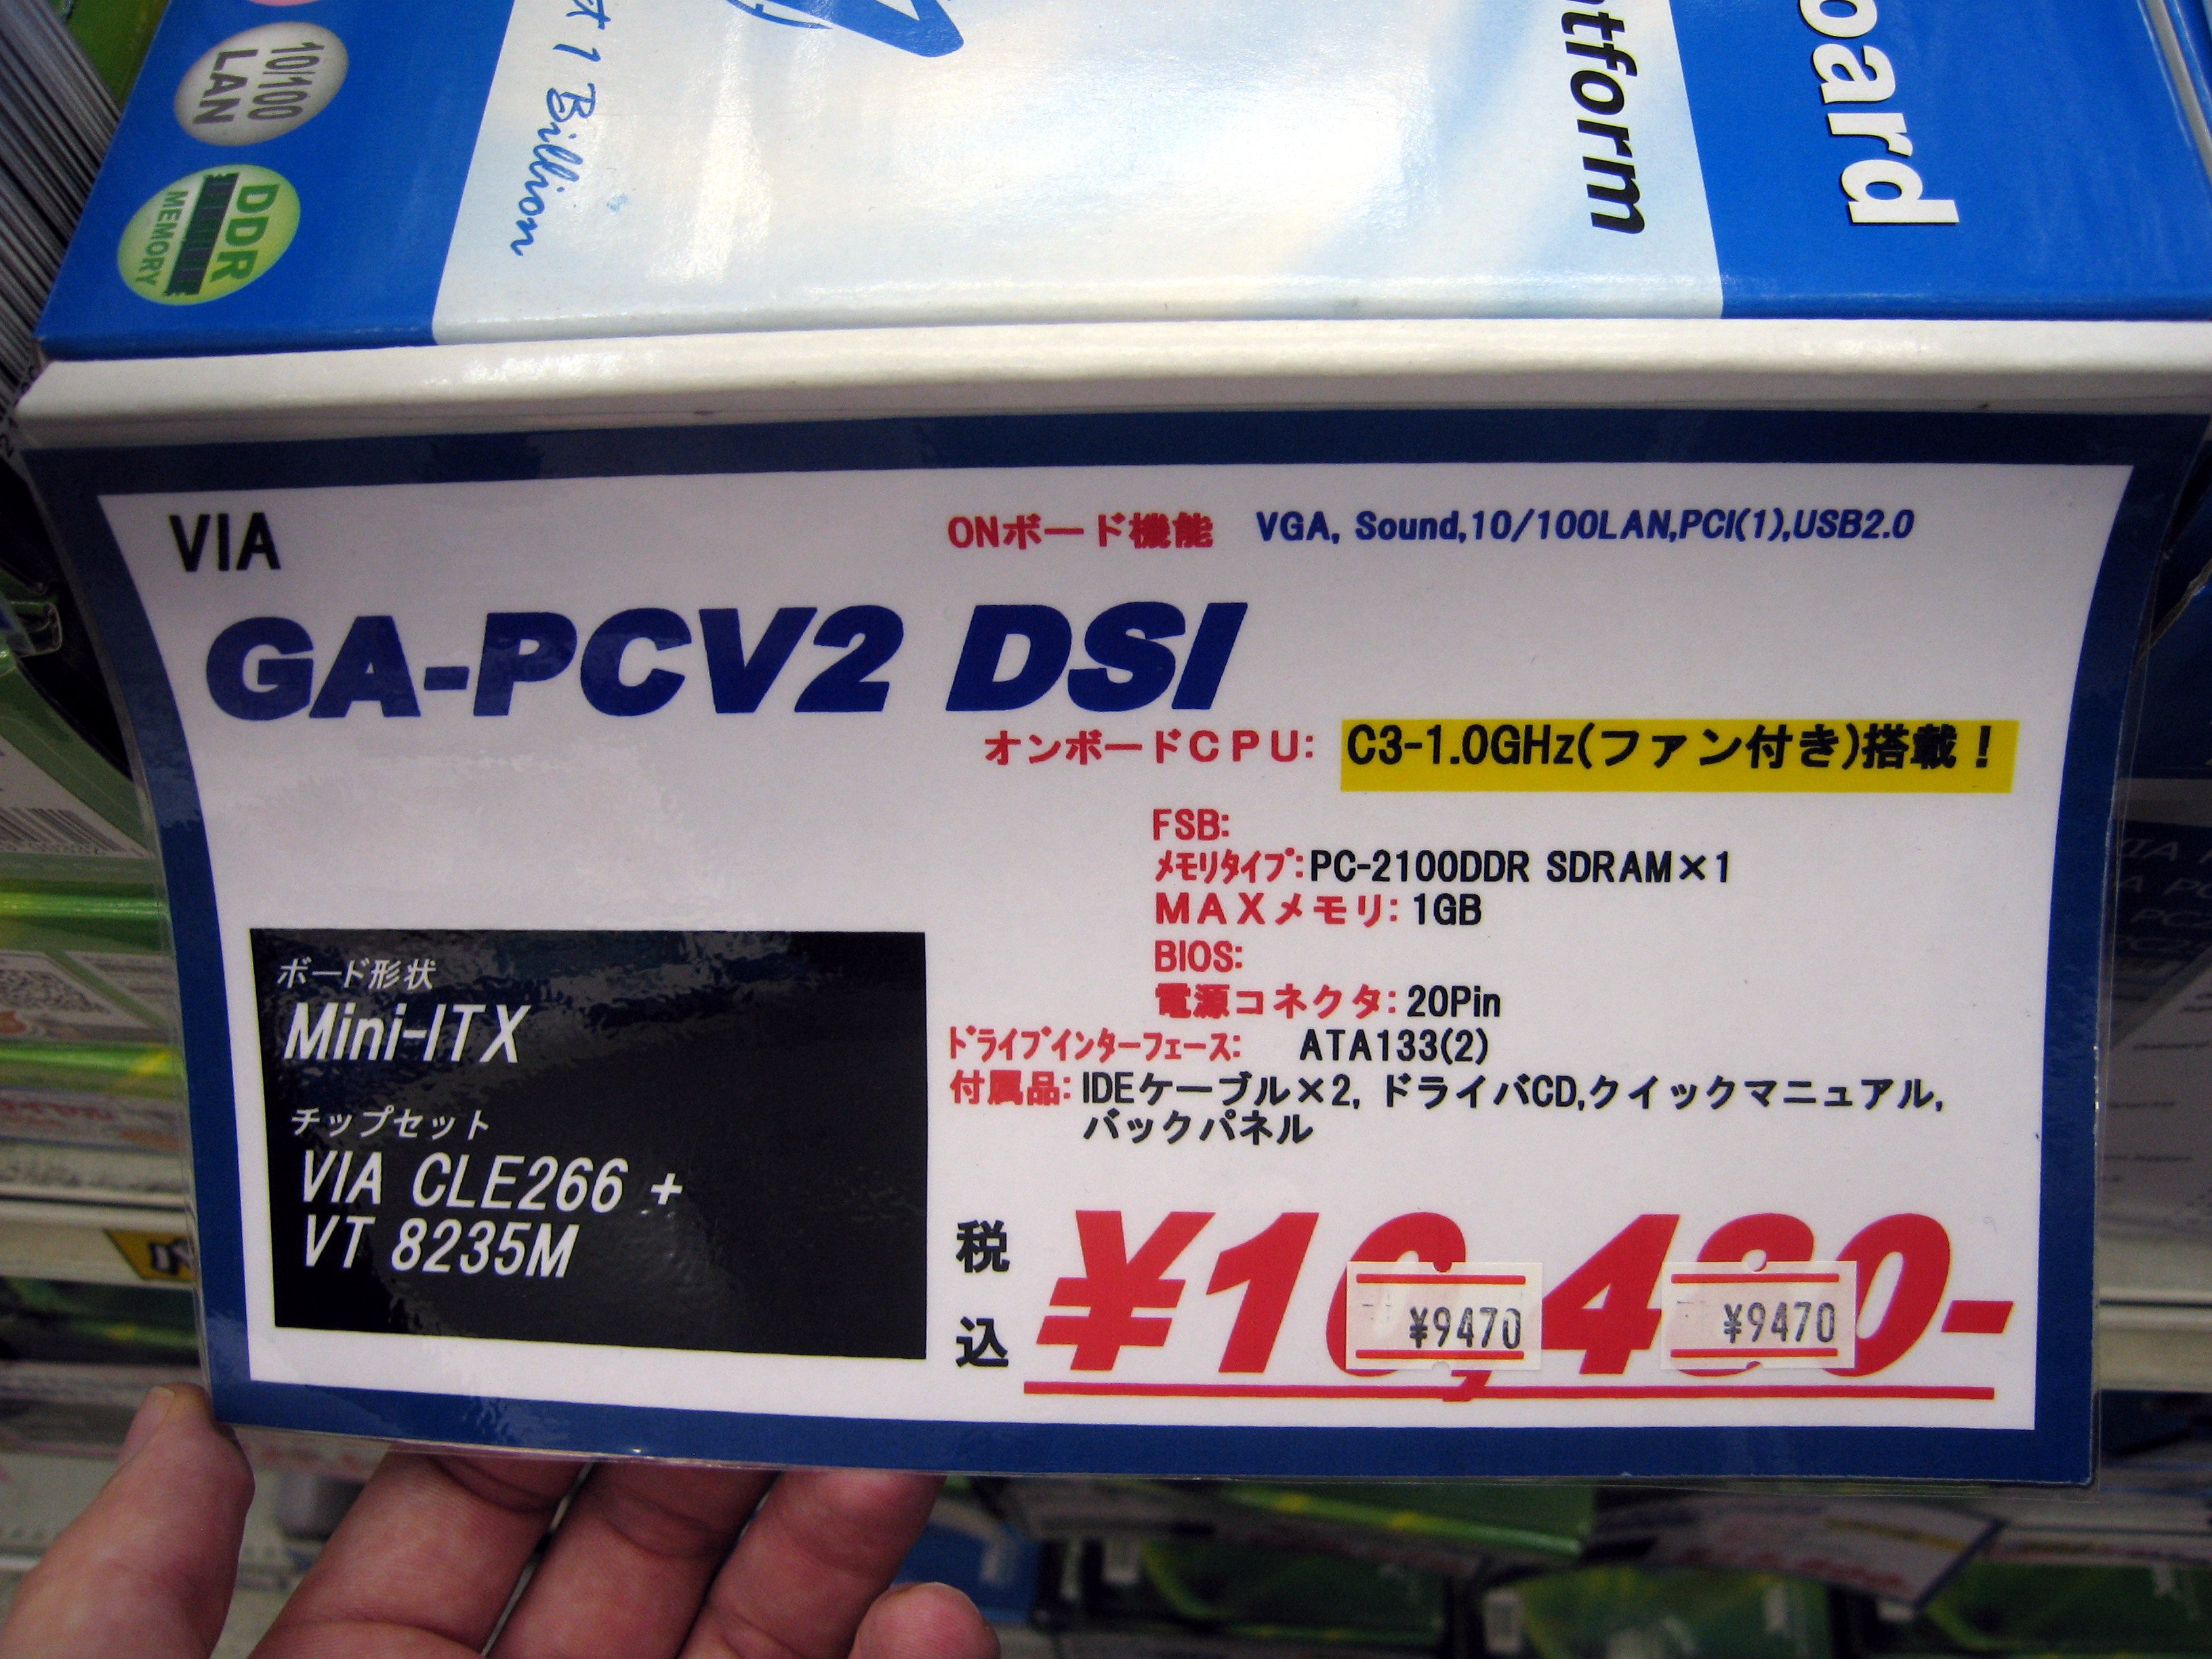 10/100
LAN
DDR
MEMORY
1 Billion
tform
oard
VIA
ONボード機能 VGA, Sound,10/100LAN,PCI(1),USB2.0
GA-PCV2 DSI
オンボードCPU: C3-1.0GHz(ファン付き)搭載！
FSB:
メモリタイプ:PC-2100DDR SDRAM×1
MAXメモリ: 1GB
BIOS:
電源コネクタ: 20Pin
ドライブインターフェース: ATA133(2)
付属品: IDEケーブル×2, ドライバCD,クイックマニュアル,
バックパネル
ボード形状
Mini-ITX
チップセット
VIA CLE266 +
VT 8235M
税込 ¥10,480-
¥9470
¥9470